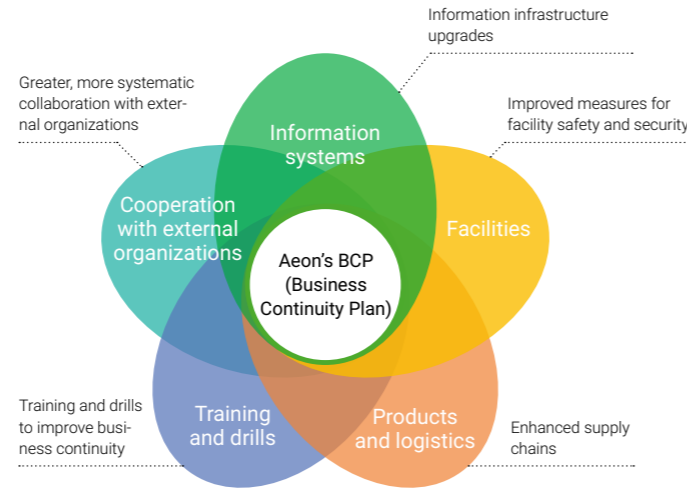 Information infrastructure
upgrades
Greater, more systematic
collaboration with exter-
nal organizations
Improved measures for
facility safety and security
Information
systems
Cooperation
with external
organizations
Facilities
Aeon’s BCP
(Business
Continuity Plan)
Training and drills
to improve busi-
ness continuity
Training
and drills
Products
and logistics
Enhanced supply
chains